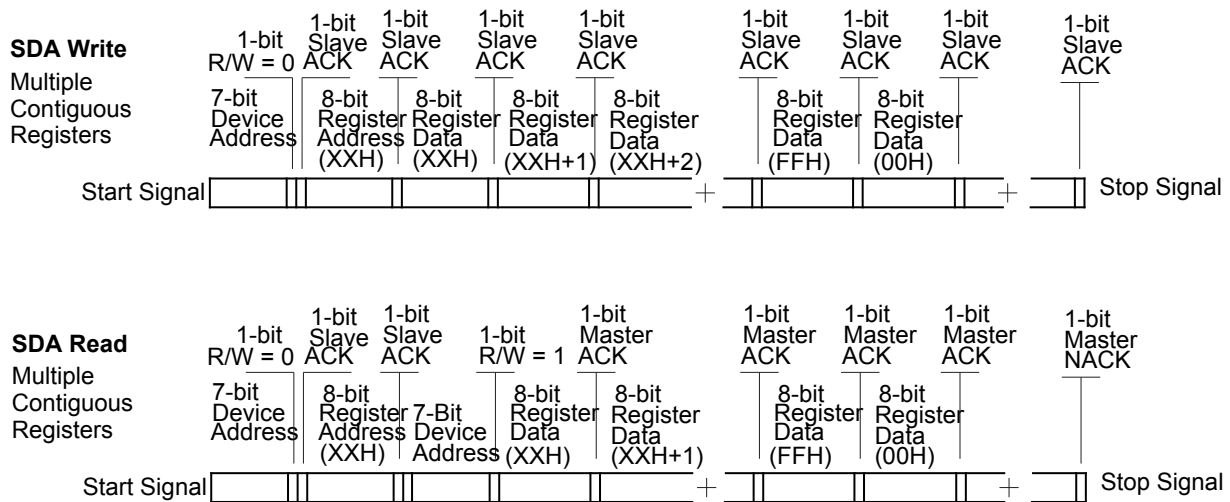 SDA Write
Multiple
Contiguous
Registers
1-bit
R/W = 0
1-bit
Slave
ACK
1-bit
Slave
ACK
1-bit
Slave
ACK
1-bit
Slave
ACK
1-bit
Slave
ACK
1-bit
Slave
ACK
1-bit
Slave
ACK
1-bit
Slave
ACK
7-bit
Device
Address
8-bit
Register
Address
(XXH)
8-bit
Register
Data
(XXH)
8-bit
Register
Data
(XXH+1)
8-bit
Register
Data
(XXH+2)
8-bit
Register
Data
(FFH)
8-bit
Register
Data
(00H)
Start Signal
Stop Signal
SDA Read
Multiple
Contiguous
Registers
1-bit
R/W = 0
1-bit
Slave
ACK
1-bit
Slave
ACK
1-bit
R/W = 1
1-bit
Master
ACK
1-bit
Master
ACK
1-bit
Master
ACK
1-bit
Master
ACK
1-bit
Master
NACK
7-bit
Device
Address
8-bit
Register
Address
(XXH)
7-Bit
Device
Address
8-bit
Register
Data
(XXH)
8-bit
Register
Data
(XXH+1)
8-bit
Register
Data
(FFH)
8-bit
Register
Data
(00H)
Start Signal
Stop Signal